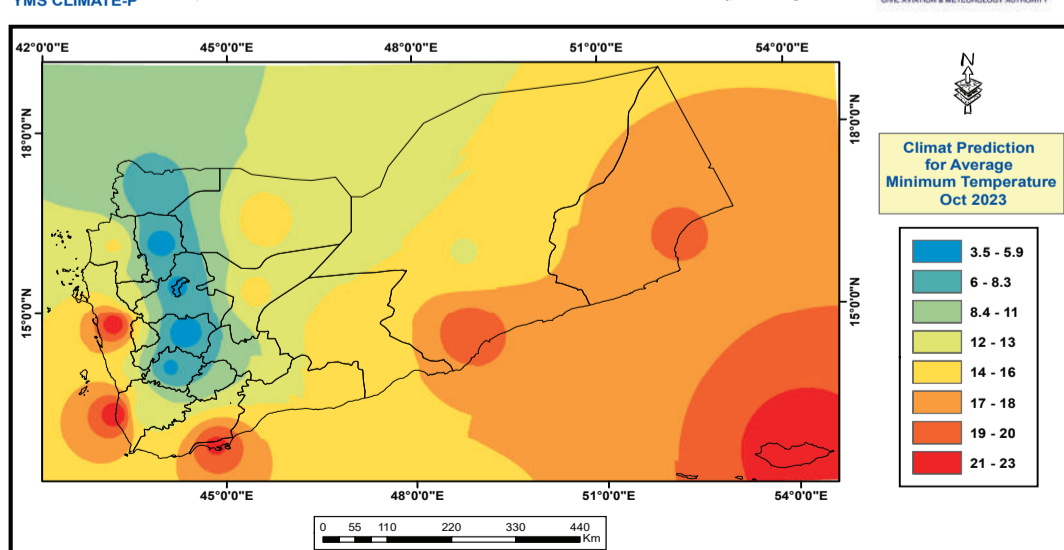 YMS CLIMATE-P
CIVIL AVIATION & METEOROLOGY AUTHORITY
42°0'0"E 45°0'0"E 48°0'0"E 51°0'0"E 54°0'0"E
18°0'0"N
18°0'0"N
15°0'0"N
15°0'0"N
45°0'0"E 48°0'0"E 51°0'0"E 54°0'0"E
0 55 110 220 330 440
Km
N
Climat Prediction
for Average
Minimum Temperature
Oct 2023
3.5 - 5.9
6 - 8.3
8.4 - 11
12 - 13
14 - 16
17 - 18
19 - 20
21 - 23